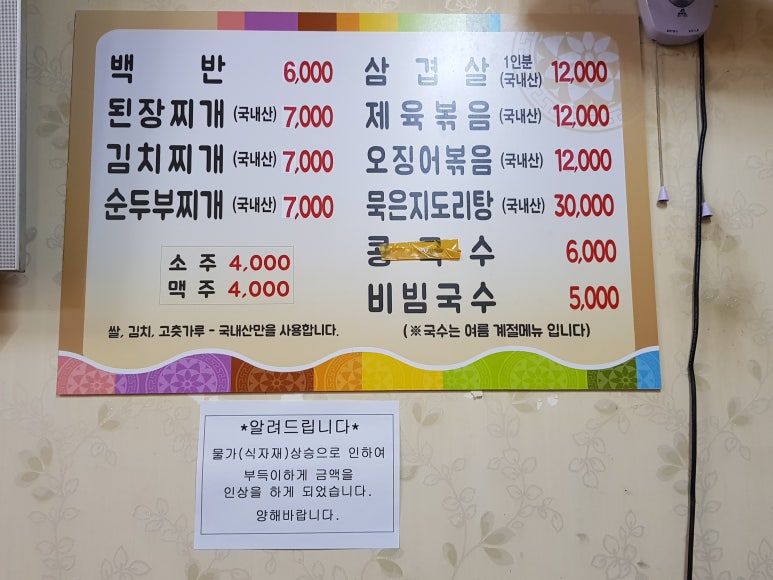 백 반 6,000
된장찌개 (국내산) 7,000
김치찌개 (국내산) 7,000
순두부찌개 (국내산) 7,000
소 주 4,000
맥 주 4,000
쌀, 김치, 고춧가루 - 국내산만을 사용합니다.
삼 겹 살 1인분 (국내산) 12,000
제 육 볶 음 (국내산) 12,000
오징어볶음 (국내산) 12,000
묵은지도리탕 (국내산) 30,000
콩 국 수 6,000
비빔국수 5,000
(※국수는 여름 계절메뉴 입니다)
*알려드립니다*
물가(식자재)상승으로 인하여
부득이하게 금액을
인상을 하게 되었습니다.
양해바랍니다.